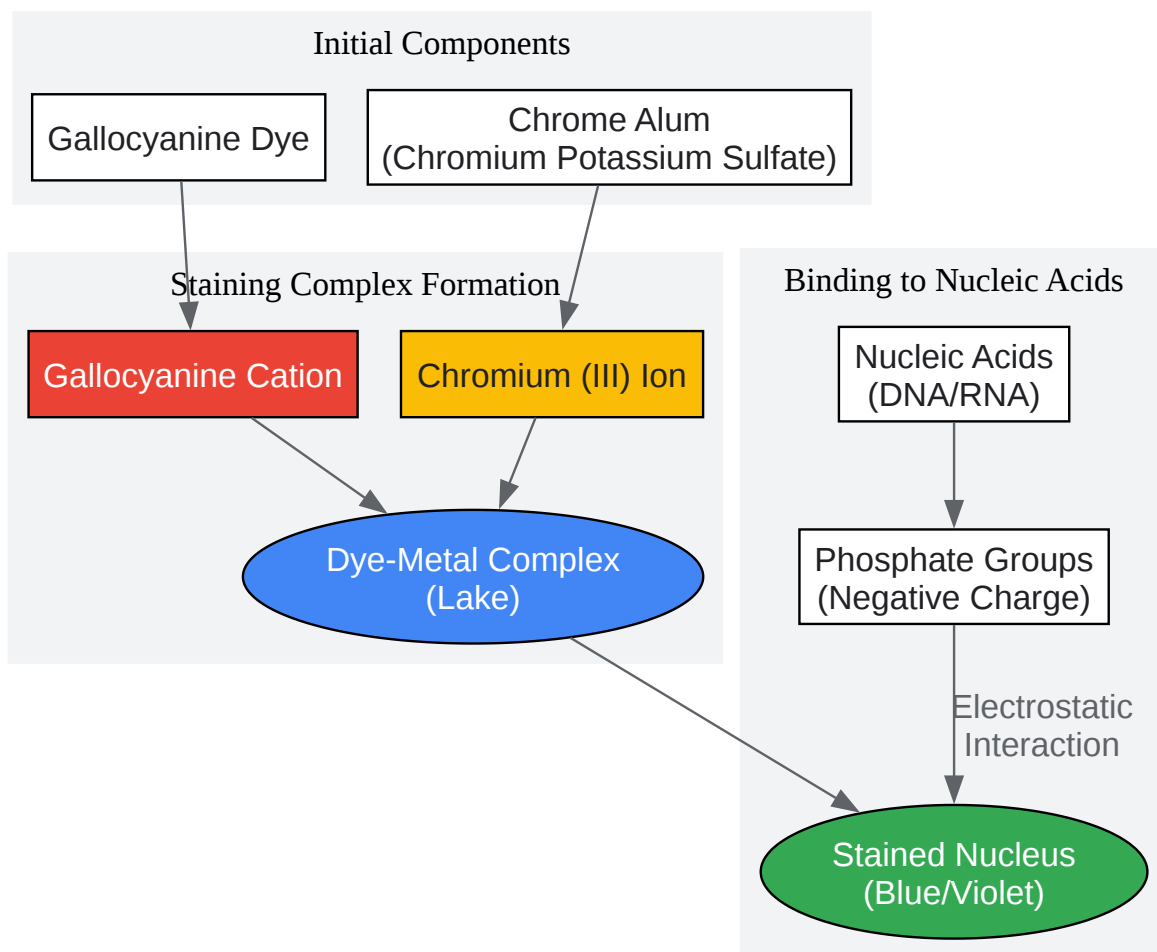 Initial Components
Gallocyanine Dye
Chrome Alum
(Chromium Potassium Sulfate)
Staining Complex Formation
Gallocyanine Cation
Chromium (III) Ion
Dye-Metal Complex
(Lake)
Binding to Nucleic Acids
Nucleic Acids
(DNA/RNA)
Phosphate Groups
(Negative Charge)
Electrostatic
Interaction
Stained Nucleus
(Blue/Violet)